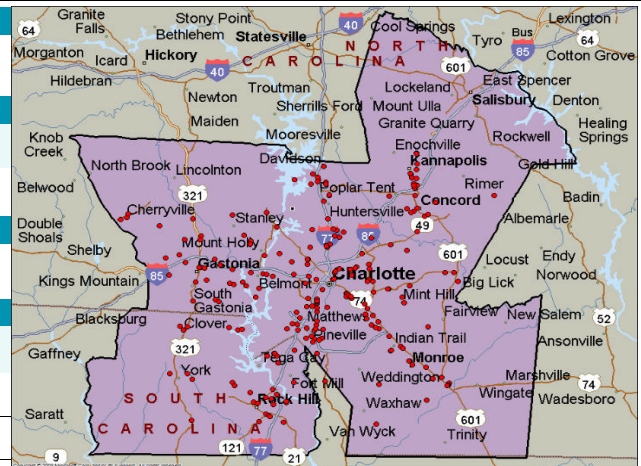 Granite
Falls
Stony Point
Bethlehem
Statesville
40
Cool Springs
Lexington
64
Tyro
Bus
85
64
NORTH
CAROLINA
Morganton
Icard
Hickory
Cotton Grove
601
Hildebran
40
Troutman
East Spencer
Newton
Sherrills Ford
Lockeland
Salisbury
Denton
Maiden
Mount Ulla
Granite Quarry
Healing
Springs
Mooresville
Rockwell
Knob
Creek
Enochville
Davidson
Kannapolis
Gold Hill
North Brook
Lincolnton
Poplar Tent
Rimer
Belwood
321
Concord
Badin
Cherryville
Stanley
Huntersville
Albemarle
49
Double
Shoals
Mount Holly
77
85
601
Shelby
Gastonia
Locust
Endy
85
Charlotte
Norwood
Kings Mountain
Belmont
Big Lick
South
Gastonia
74
Mint Hill
Blacksburg
Clover
Matthews
Fairview
New Salem
52
Pineville
Indian Trail
Ansonville
321
Gaffney
Tega Cay
Monroe
York
Fort Mill
Weddington
Marshville
74
SOUTH
Rock Hill
Wingate
Wadesboro
Waxhaw
Saratt
601
CAROLINA
Van Wyck
Trinity
9
121
77
21